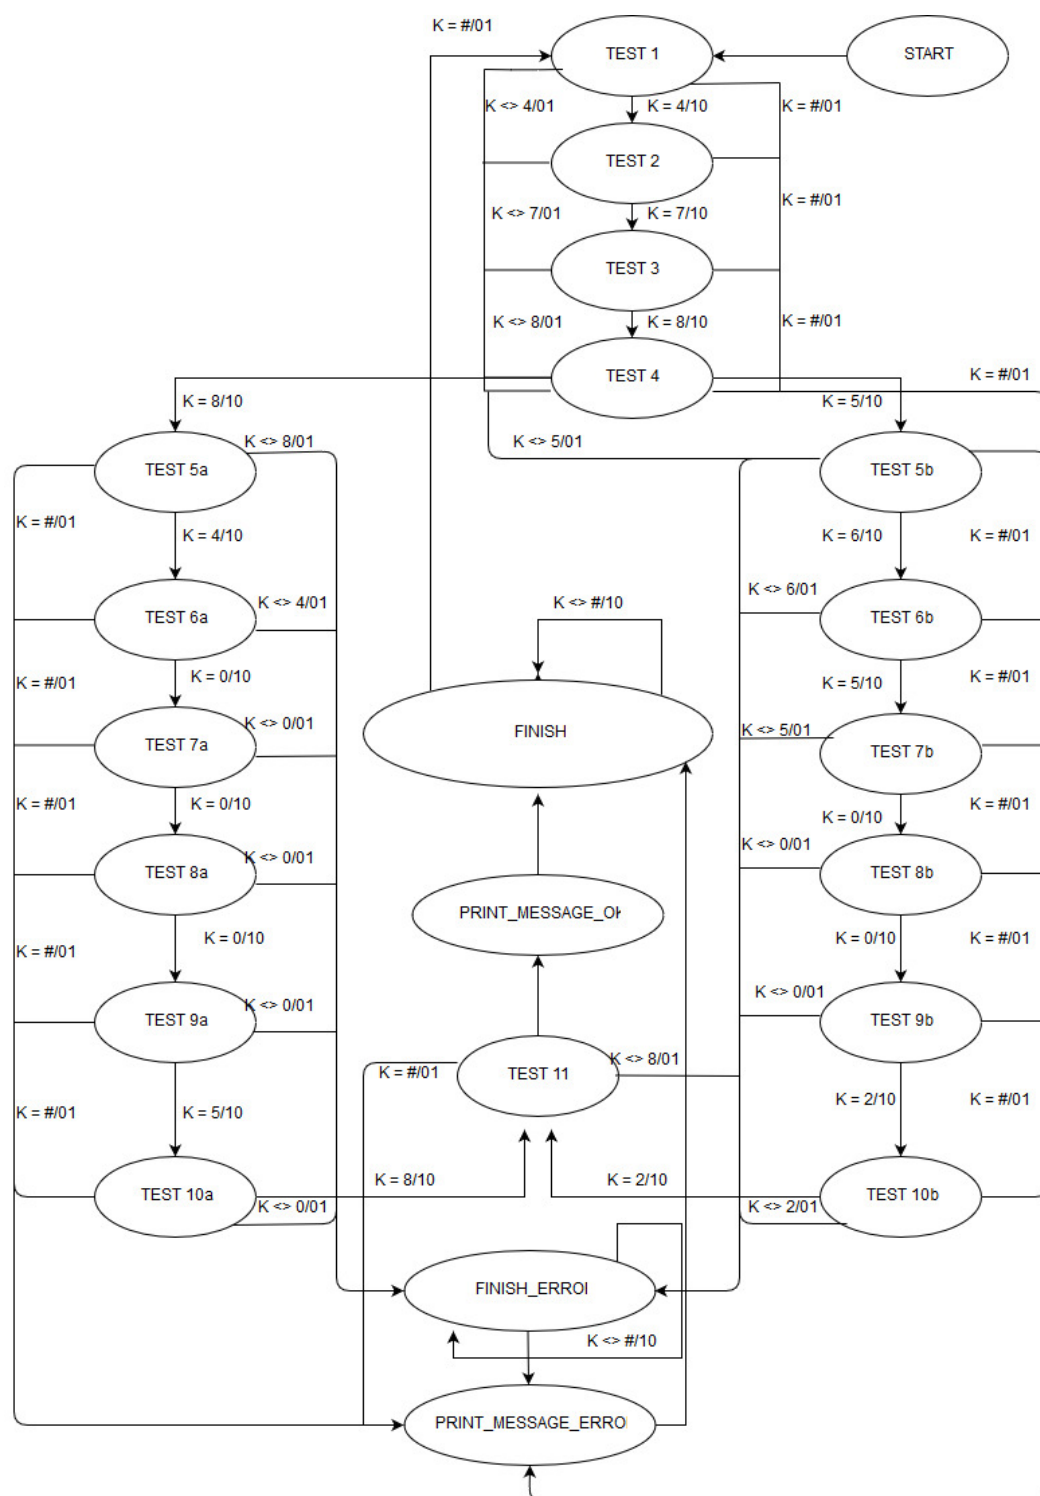 K = #/01
TEST 1
START
K <> 4/01
K = 4/10
K = #/01
TEST 2
K <> 7/01
K = 7/10
K = #/01
TEST 3
K <> 8/01
K = 8/10
K = #/01
TEST 4
K = #/01
K = 8/10
K = 5/10
K <> 8/01
K <> 5/01
TEST 5a
TEST 5b
K = #/01
K = 4/10
K = 6/10
K = #/01
K <> 4/01
K <> #/10
K <> 6/01
TEST 6a
TEST 6b
K = #/01
K = 0/10
K = 5/10
K = #/01
K <> 0/01
FINISH
K <> 5/01
TEST 7a
TEST 7b
K = #/01
K = 0/10
K = 0/10
K = #/01
K <> 0/01
K <> 0/01
TEST 8a
TEST 8b
PRINT_MESSAGE_OK
K = #/01
K = 0/10
K = 0/10
K = #/01
K <> 0/01
K <> 0/01
TEST 9a
TEST 9b
K = #/01
TEST 11
K <> 8/01
K = #/01
K = 5/10
K = 2/10
K = #/01
K = 8/10
K = 2/10
TEST 10a
TEST 10b
K <> 0/01
K <> 2/01
FINISH_ERROI
K <> #/10
PRINT_MESSAGE_ERRO